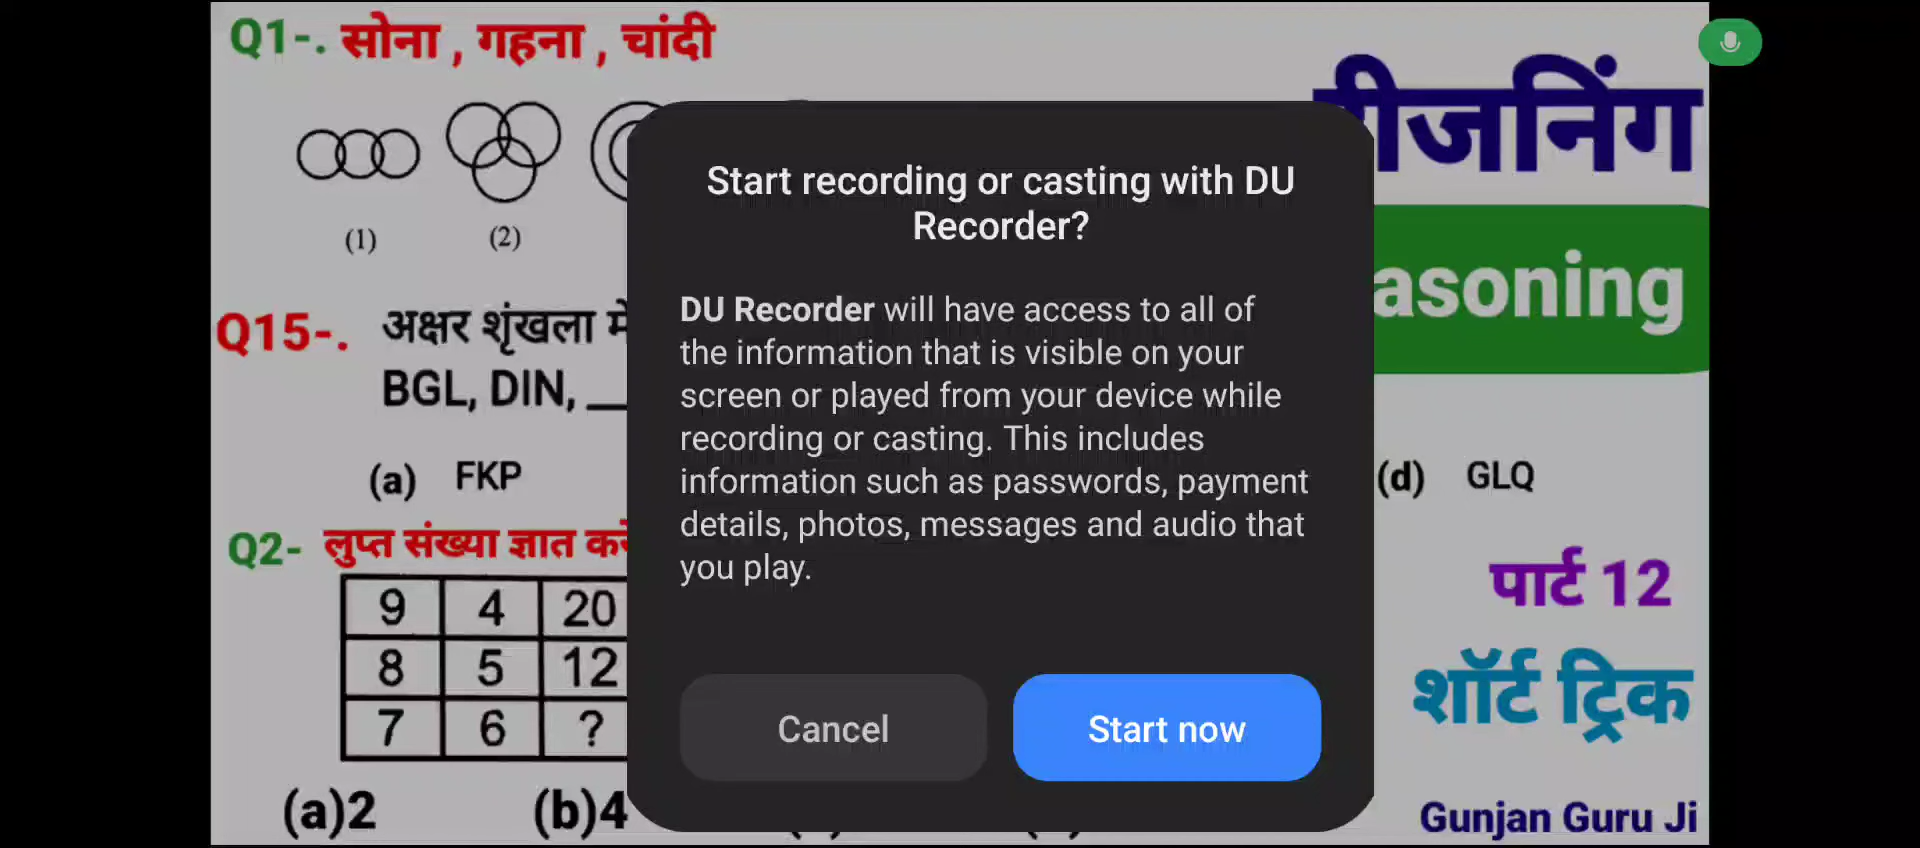 Q1-. सोना , गहना , चांदी
(1)
(2)
Q15-. अक्षर शृंखला में
BGL, DIN, __
(a) FKP
(d) GLQ
Q2- लुप्त संख्या ज्ञात करें
9 4 20
8 5 12
7 6 ?
(a)2 (b)4
Start recording or casting with DU
Recorder?
DU Recorder will have access to all of
the information that is visible on your
screen or played from your device while
recording or casting. This includes
information such as passwords, payment
details, photos, messages and audio that
you play.
Cancel
Start now
asoning
पार्ट 12
शॉर्ट ट्रिक
Gunjan Guru Ji